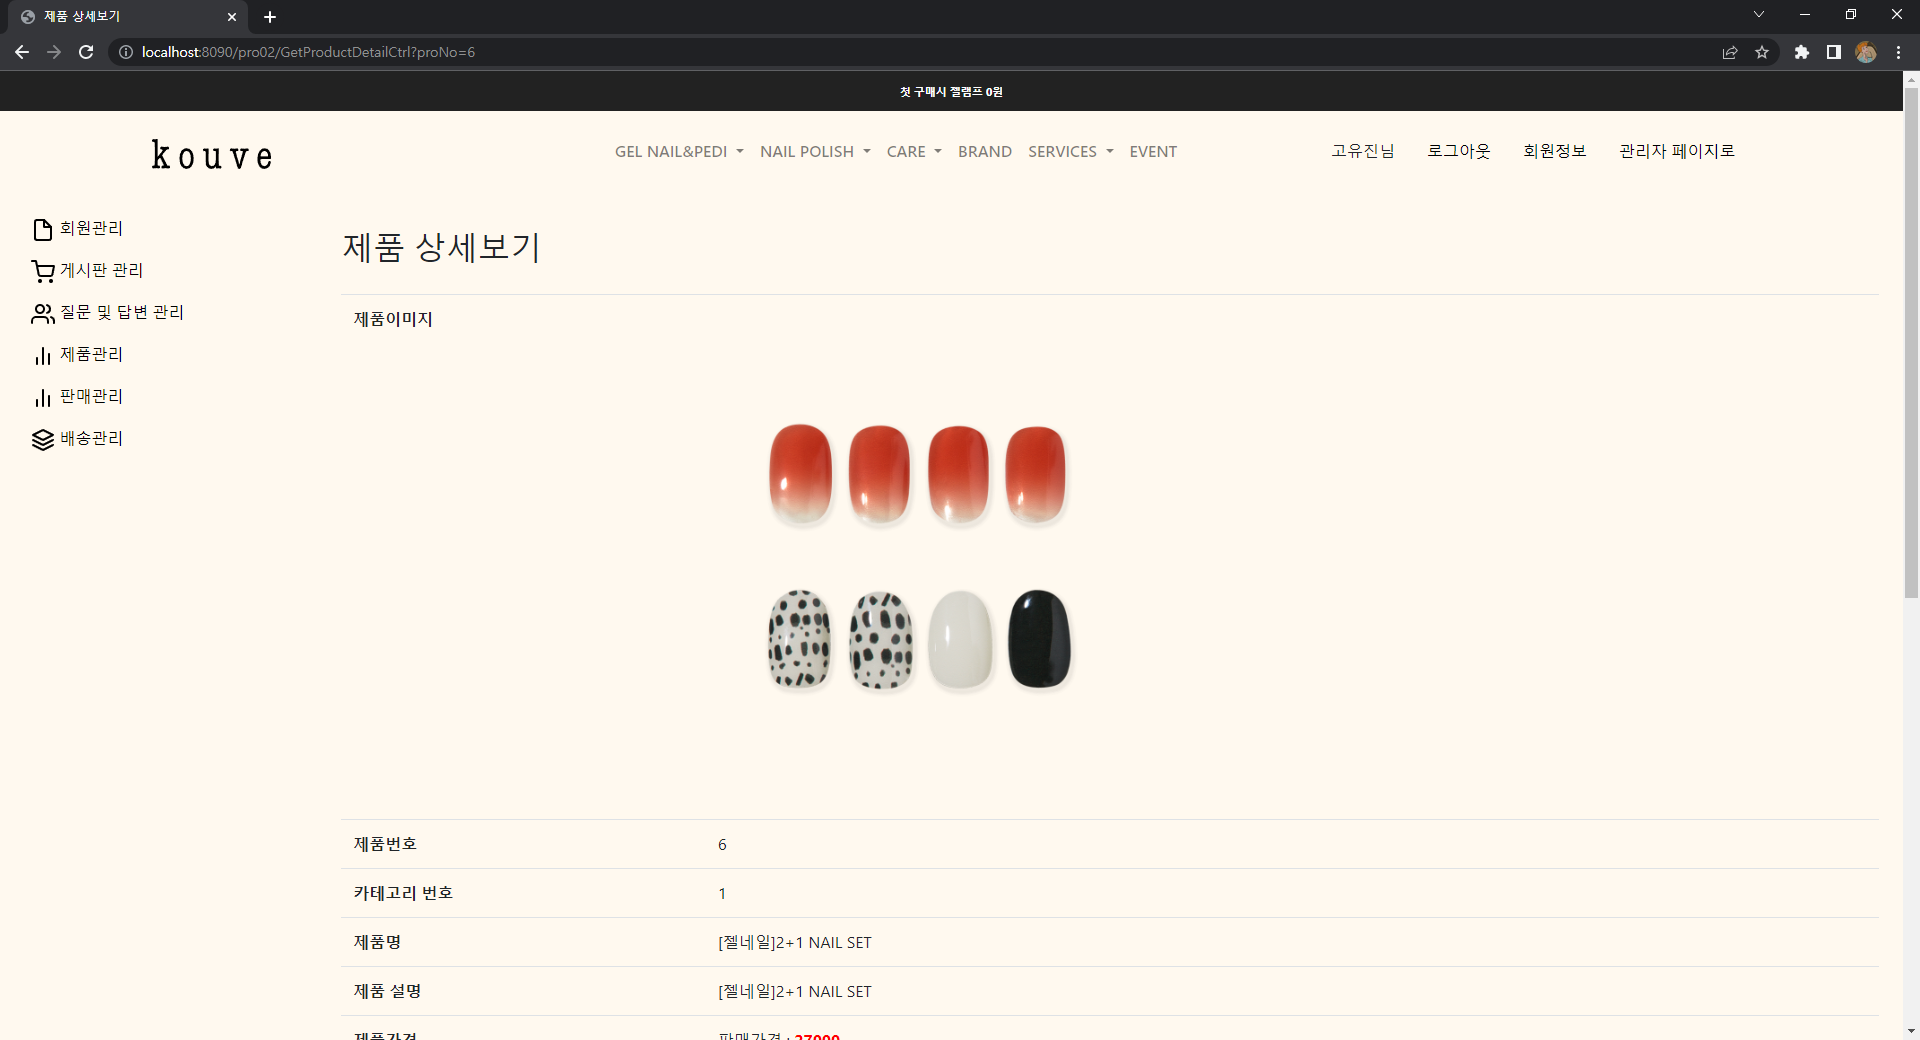 제품 상세보기
localhost:8090/pro02/GetProductDetailCtrl?proNo=6
첫 구매시 젤램프 0원
kouve
GEL NAIL&PEDI NAIL POLISH CARE BRAND SERVICES EVENT
고유진님 로그아웃 회원정보 관리자 페이지로
회원관리
게시판 관리
질문 및 답변 관리
제품관리
판매관리
배송관리
제품 상세보기
제품이미지
제품번호 6
카테고리 번호 1
제품명 [젤네일]2+1 NAIL SET
제품 설명 [젤네일]2+1 NAIL SET
제품가격 판매가격 : 27000